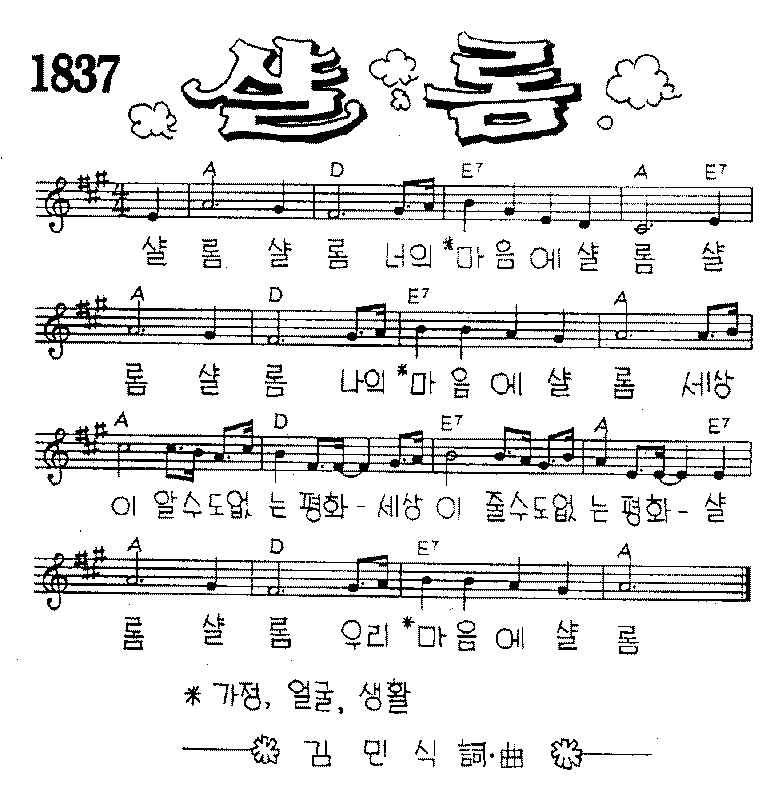 1837 샬롬
A D E7 A E7
4/4
샬 롬 샬 롬 너의 *마 음 에 샬 롬 샬
A D E7 A
롬 샬 롬 나의 *마 음 에 샬 롬 세상
A D E7 A E7
이 알수도없 는 평화 - 세상 이 줄수도없 는 평화 - 샬
A D E7 A
롬 샬 롬 우리 *마 음 에 샬 롬
* 가정, 얼굴, 생활
김 민 식 詞·曲